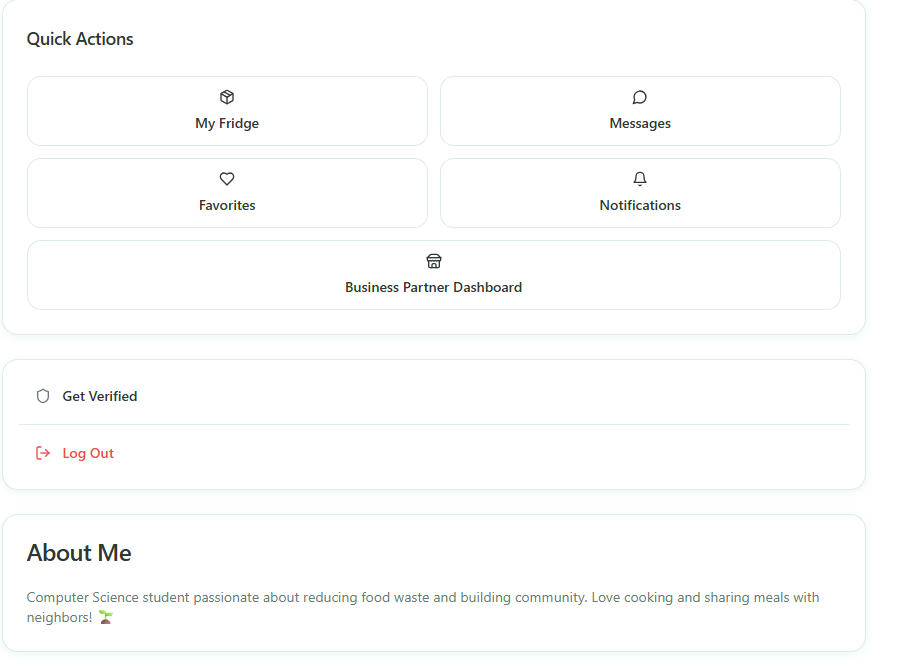 Quick Actions
My Fridge
Messages
Favorites
Notifications
Business Partner Dashboard
Get Verified
Log Out
About Me
Computer Science student passionate about reducing food waste and building community. Love cooking and sharing meals with
neighbors! 🌱